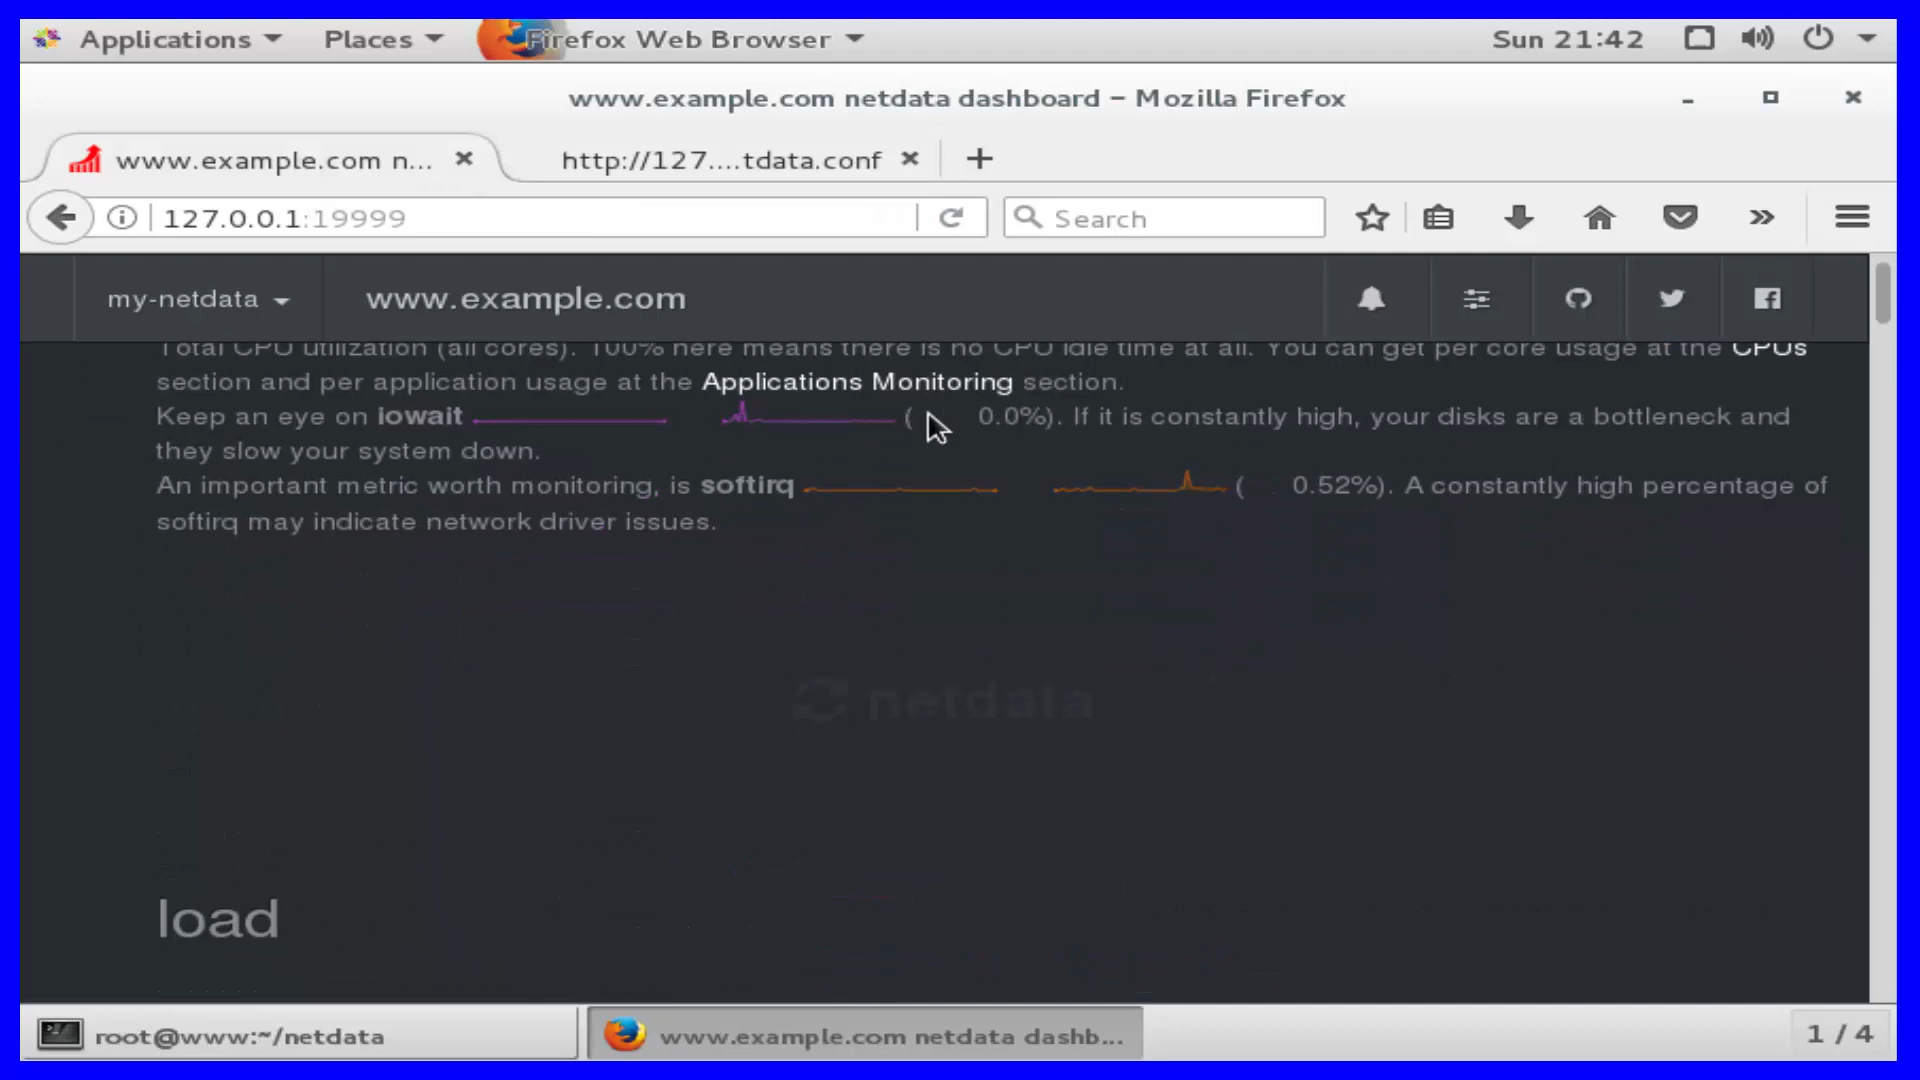 Applications Places Firefox Web Browser Sun 21:42
www.example.com netdata dashboard – Mozilla Firefox
www.example.com n... http://127....tdata.conf
127.0.0.1:19999 Search
my-netdata www.example.com
Total CPU utilization (all cores). 100% here means there is no CPU idle time at all. You can get per core usage at the CPUs
section and per application usage at the Applications Monitoring section.
Keep an eye on iowait ( 0.0%). If it is constantly high, your disks are a bottleneck and
they slow your system down.
An important metric worth monitoring, is softirq ( 0.52%). A constantly high percentage of
softirq may indicate network driver issues.
netdata
load
root@www:~/netdata www.example.com netdata dashb... 1 / 4